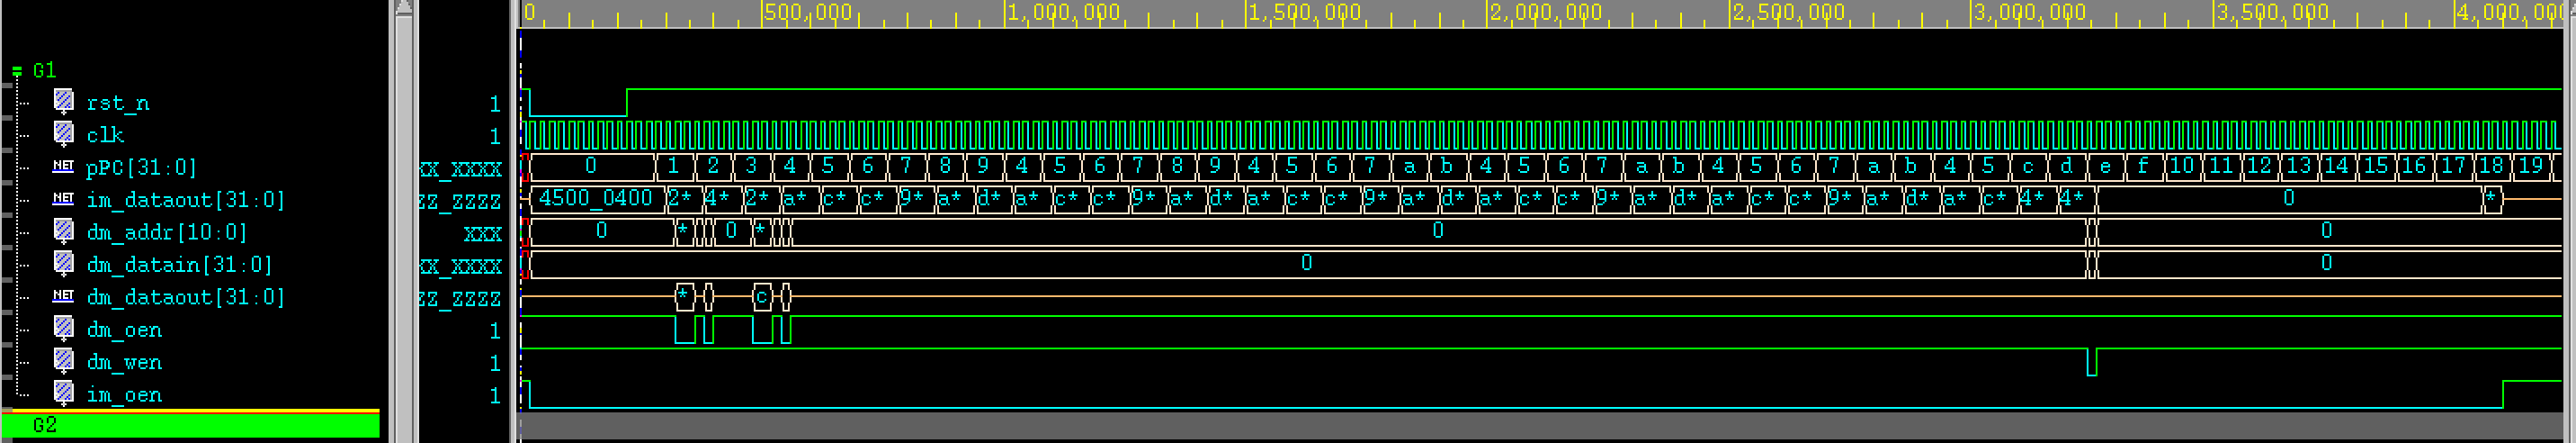 0 500,000 1,000,000 1,500,000 2,000,000 2,500,000 3,000,000 3,500,000 4,000,000
G1
rst_n 1
clk 1
pPC[31:0] XX_XXXX 0 1 2 3 4 5 6 7 8 9 4 5 6 7 8 9 4 5 6 7 a b 4 5 6 7 a b 4 5 6 7 a b 4 5 c d e f 10 11 12 13 14 15 16 17 18 19
im_dataout[31:0] ZZ_ZZZZ 4500_0400 2* 4* 2* a* c* c* 9* a* d* a* c* c* 9* a* d* a* c* c* 9* a* d* a* c* c* 9* a* d* a* c* c* 9* a* d* a* c* 4* 4* 0 *
dm_addr[10:0] XXX 0 * 0 * 0 0
dm_datain[31:0] XX_XXXX 0 0
dm_dataout[31:0] ZZ_ZZZZ * c
dm_oen 1
dm_wen 1
im_oen 1
G2